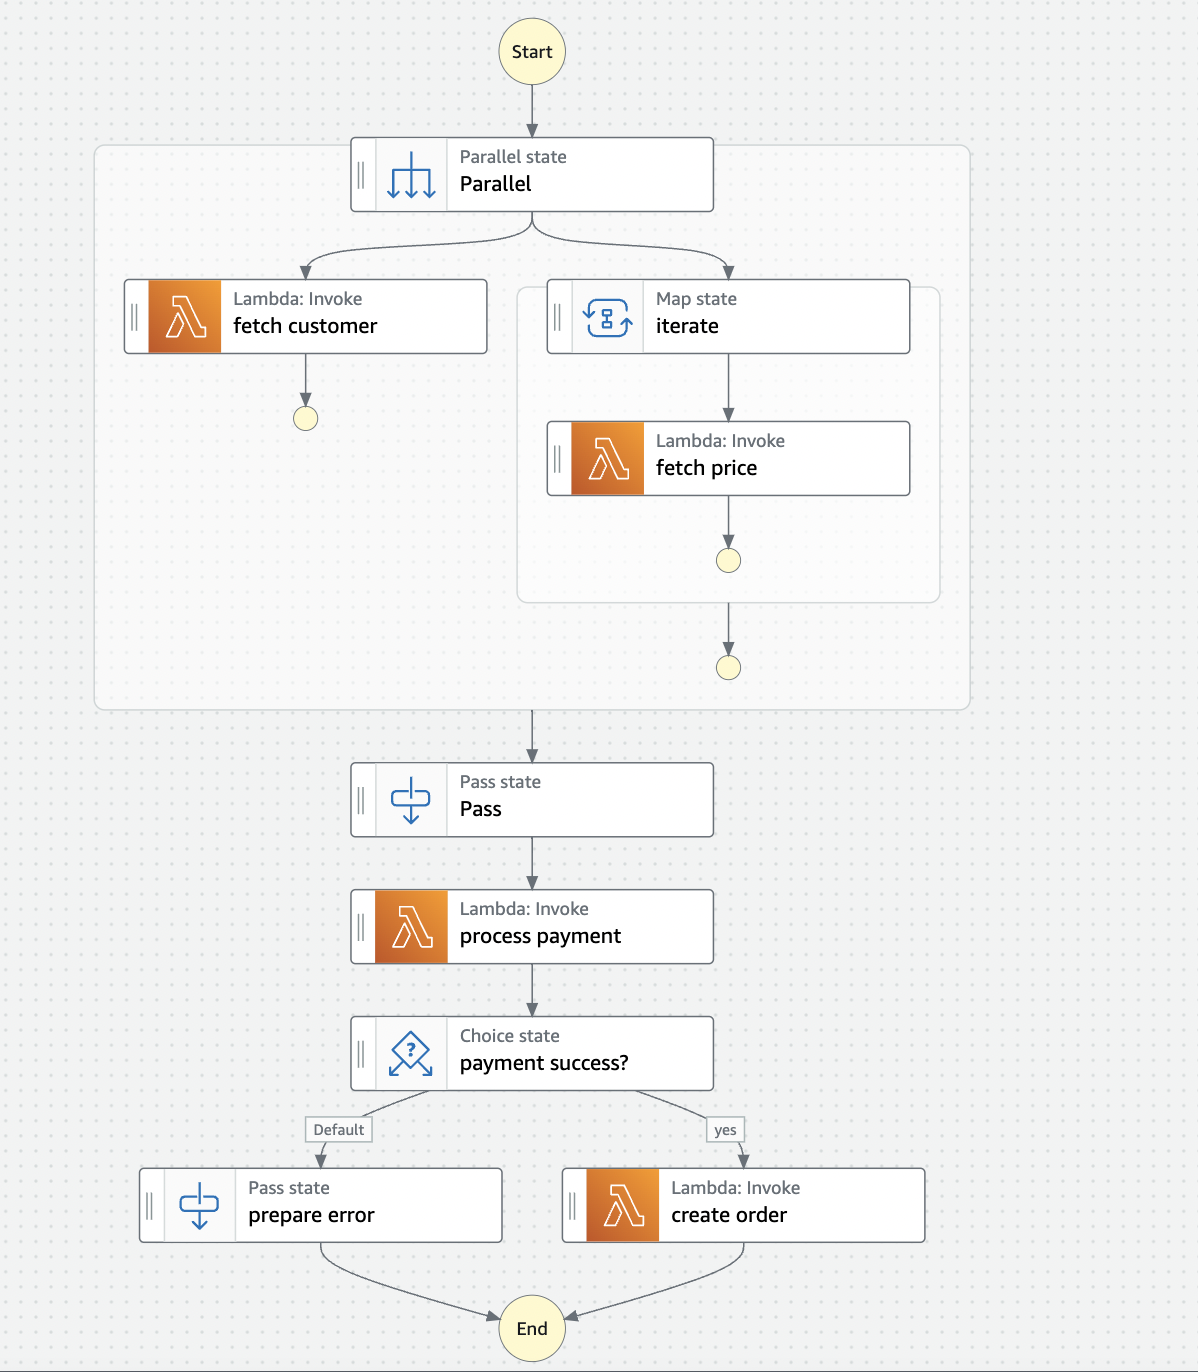 Start
Parallel state
Parallel
Lambda: Invoke
fetch customer
Map state
iterate
Lambda: Invoke
fetch price
Pass state
Pass
Lambda: Invoke
process payment
Choice state
?
payment success?
Default
yes
Pass state
prepare error
Lambda: Invoke
create order
End